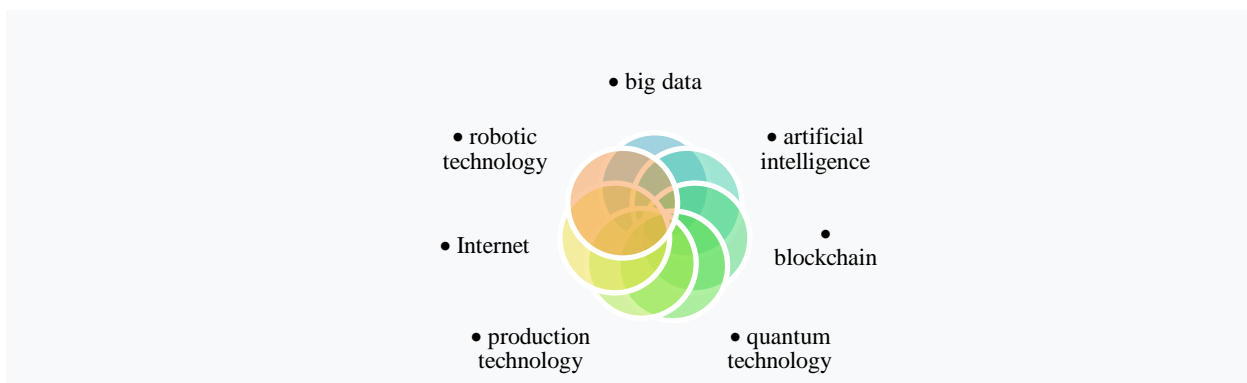 • big data
• artificial
intelligence
•
blockchain
• quantum
technology
• production
technology
• Internet
• robotic
technology